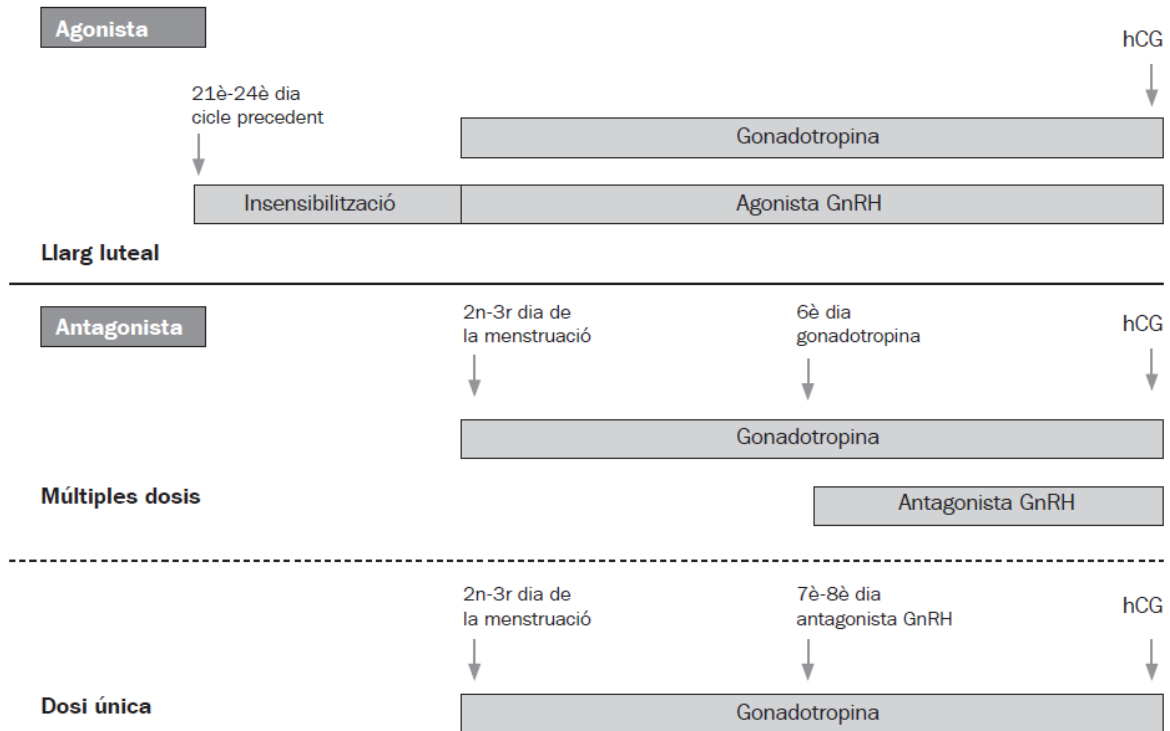 Agonista
hCG
21è-24è dia
cicle precedent
Gonadotropina
Insensibilització
Agonista GnRH
Llarg luteal
Antagonista
2n-3r dia de
la menstruació
6è dia
gonadotropina
hCG
Gonadotropina
Múltiples dosis
Antagonista GnRH
2n-3r dia de
la menstruació
7è-8è dia
antagonista GnRH
hCG
Dosi única
Gonadotropina